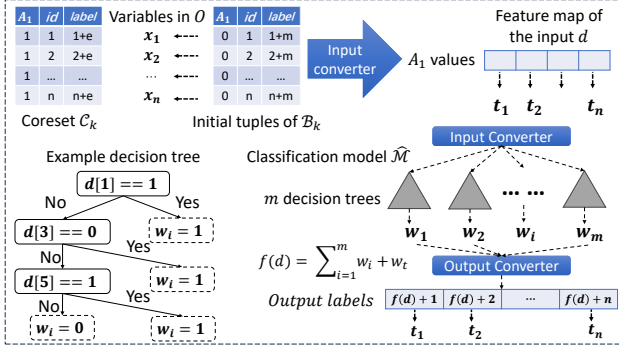 A₁ id label
1 1 1+e
1 2 2+e
1 ... ...
1 n n+e
Coreset 𝒞ₖ
Variables in O
x₁
x₂
...
xₙ
A₁ id label
0 1 1+m
0 2 2+m
0 ... ...
0 n n+m
Initial tuples of ℬₖ
Input
converter
Feature map of
the input d
A₁ values
t₁ t₂ tₙ
Example decision tree
d[1] == 1
No
Yes
d[3] == 0
wᵢ = 1
Yes
No
d[5] == 1
wᵢ = 1
No
Yes
wᵢ = 0
wᵢ = 1
Classification model ℳ̂
Input Converter
m decision trees
... ...
w₁ w₂ wᵢ wₘ
f(d) = ∑ᵢ₌₁ᵐ wᵢ + wₜ
Output Converter
Output labels
f(d) + 1 f(d) + 2 ... f(d) + n
t₁ t₂ tₙ